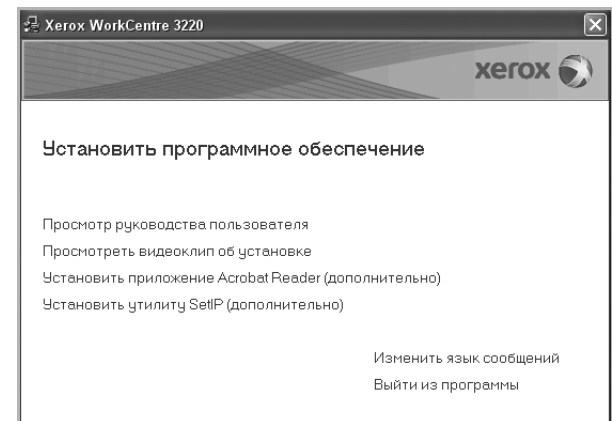 Xerox WorkCentre 3220
xerox
Установить программное обеспечение
Просмотр руководства пользователя
Просмотреть видеоклип об установке
Установить приложение Acrobat Reader (дополнительно)
Установить утилиту SetIP (дополнительно)
Изменить язык сообщений
Выйти из программы